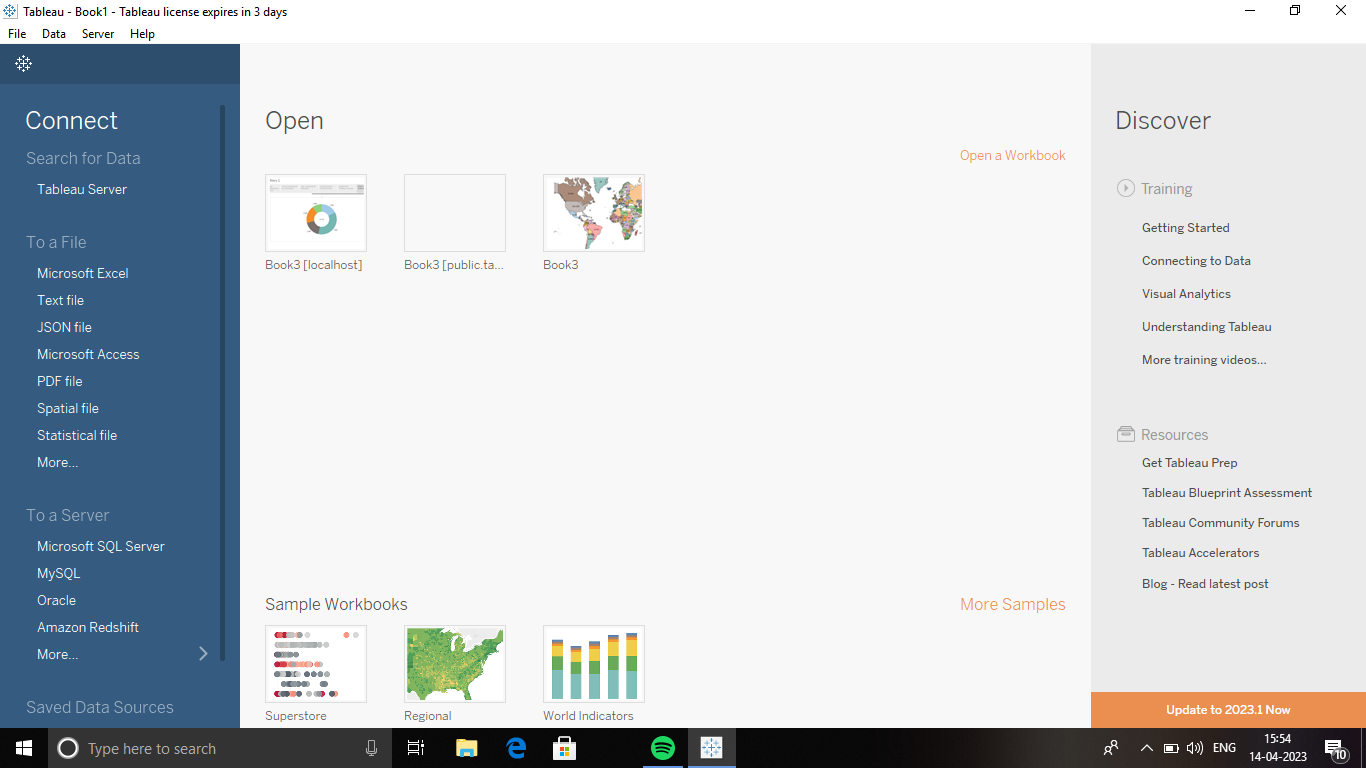 Tableau - Book1 - Tableau license expires in 3 days
File Data Server Help
Connect
Search for Data
Tableau Server
To a File
Microsoft Excel
Text file
JSON file
Microsoft Access
PDF file
Spatial file
Statistical file
More...
To a Server
Microsoft SQL Server
MySQL
Oracle
Amazon Redshift
More...
Saved Data Sources
Open
Open a Workbook
Book3 [localhost]
Book3 [public.ta...
Book3
Sample Workbooks
More Samples
Superstore
Regional
World Indicators
Discover
Training
Getting Started
Connecting to Data
Visual Analytics
Understanding Tableau
More training videos...
Resources
Get Tableau Prep
Tableau Blueprint Assessment
Tableau Community Forums
Tableau Accelerators
Blog - Read latest post
Update to 2023.1 Now
Type here to search
ENG
15:54
14-04-2023
10